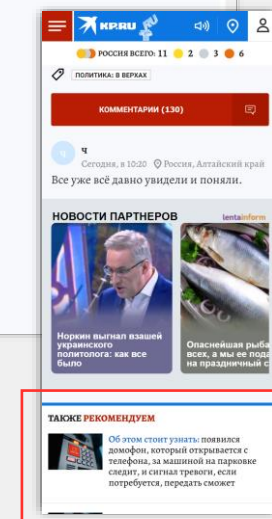 KP.RU
РОССИЯ ВСЕГО: 11 2 3 6
ПОЛИТИКА: В ВЕРХАХ
КОММЕНТАРИИ (130)
Ч
Ч
Сегодня, в 10:20 Россия, Алтайский край
Все уже всё давно увидели и поняли.
НОВОСТИ ПАРТНЕРОВ
lentainform
Норкин выгнал взашей
украинского
политолога: как все
было
Опаснейшая рыба
всех, а мы ее пода
на праздничный с
ТАКЖЕ РЕКОМЕНДУЕМ
Об этом стоит узнать: появился
домофон, который открывается с
телефона, за машиной на парковке
следит, и сигнал тревоги, если
потребуется, передать сможет